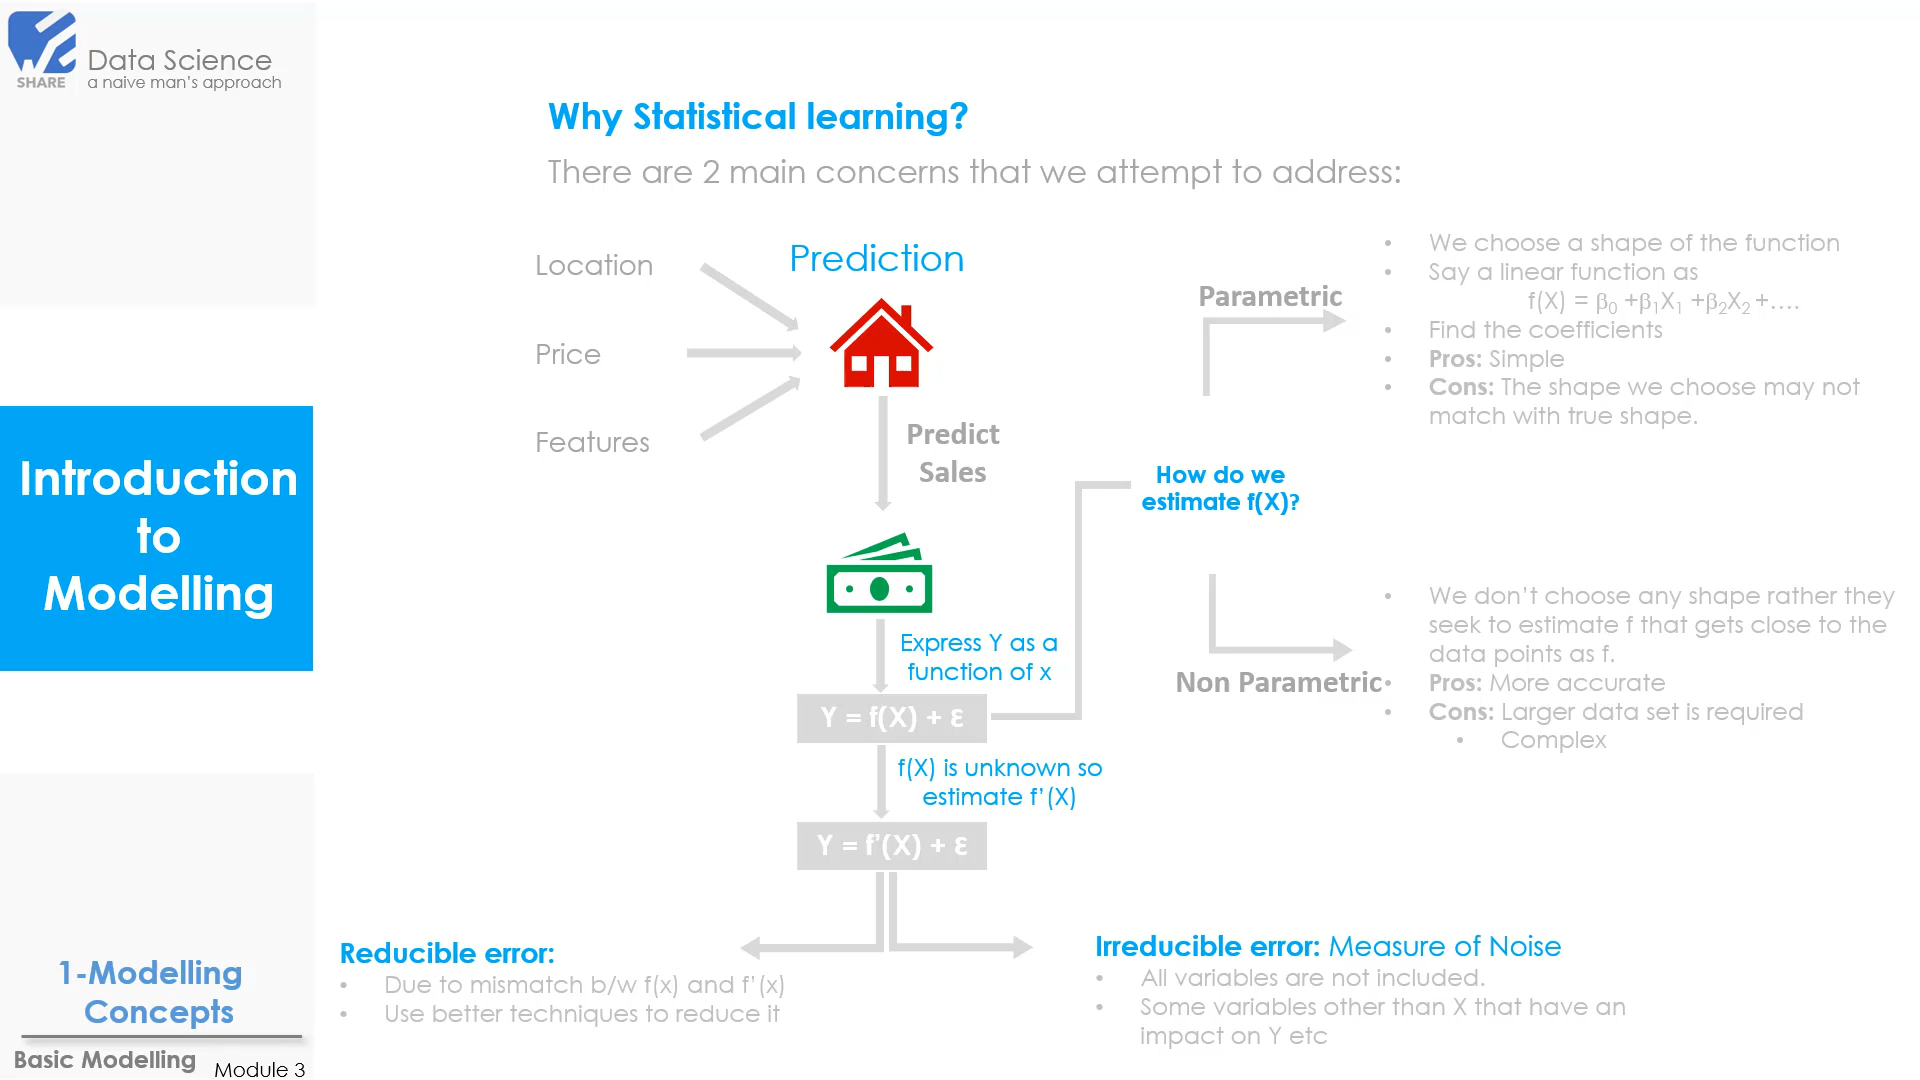 SHARE
Data Science
a naive man's approach
Introduction
to
Modelling
1-Modelling
Concepts
Basic Modelling
Module 3
Why Statistical learning?
There are 2 main concerns that we attempt to address:
Location
Price
Features
Prediction
Predict
Sales
Express Y as a
function of x
Y = f(X) + ε
f(X) is unknown so
estimate f'(X)
Y = f'(X) + ε
How do we
estimate f(X)?
Parametric
• We choose a shape of the function
• Say a linear function as
f(X) = β₀ +β₁X₁ +β₂X₂ +....
• Find the coefficients
• Pros: Simple
• Cons: The shape we choose may not
match with true shape.
Non Parametric
• We don't choose any shape rather they
seek to estimate f that gets close to the
data points as f.
• Pros: More accurate
• Cons: Larger data set is required
• Complex
Reducible error:
• Due to mismatch b/w f(x) and f'(x)
• Use better techniques to reduce it
Irreducible error: Measure of Noise
• All variables are not included.
• Some variables other than X that have an
impact on Y etc